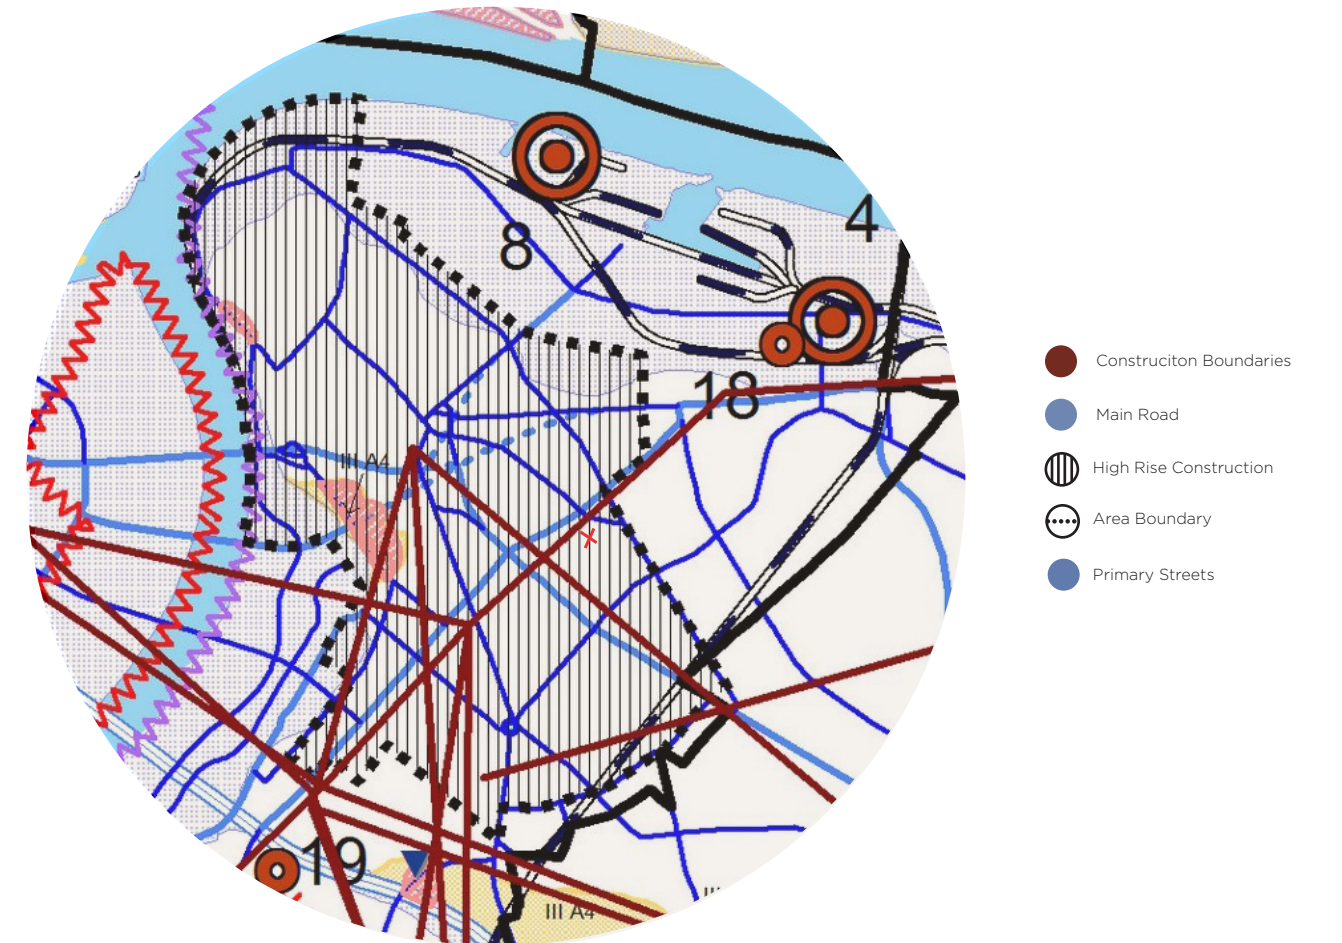 4
8
18
III A4
19
III A4
Construciton Boundaries
Main Road
High Rise Construction
Area Boundary
Primary Streets